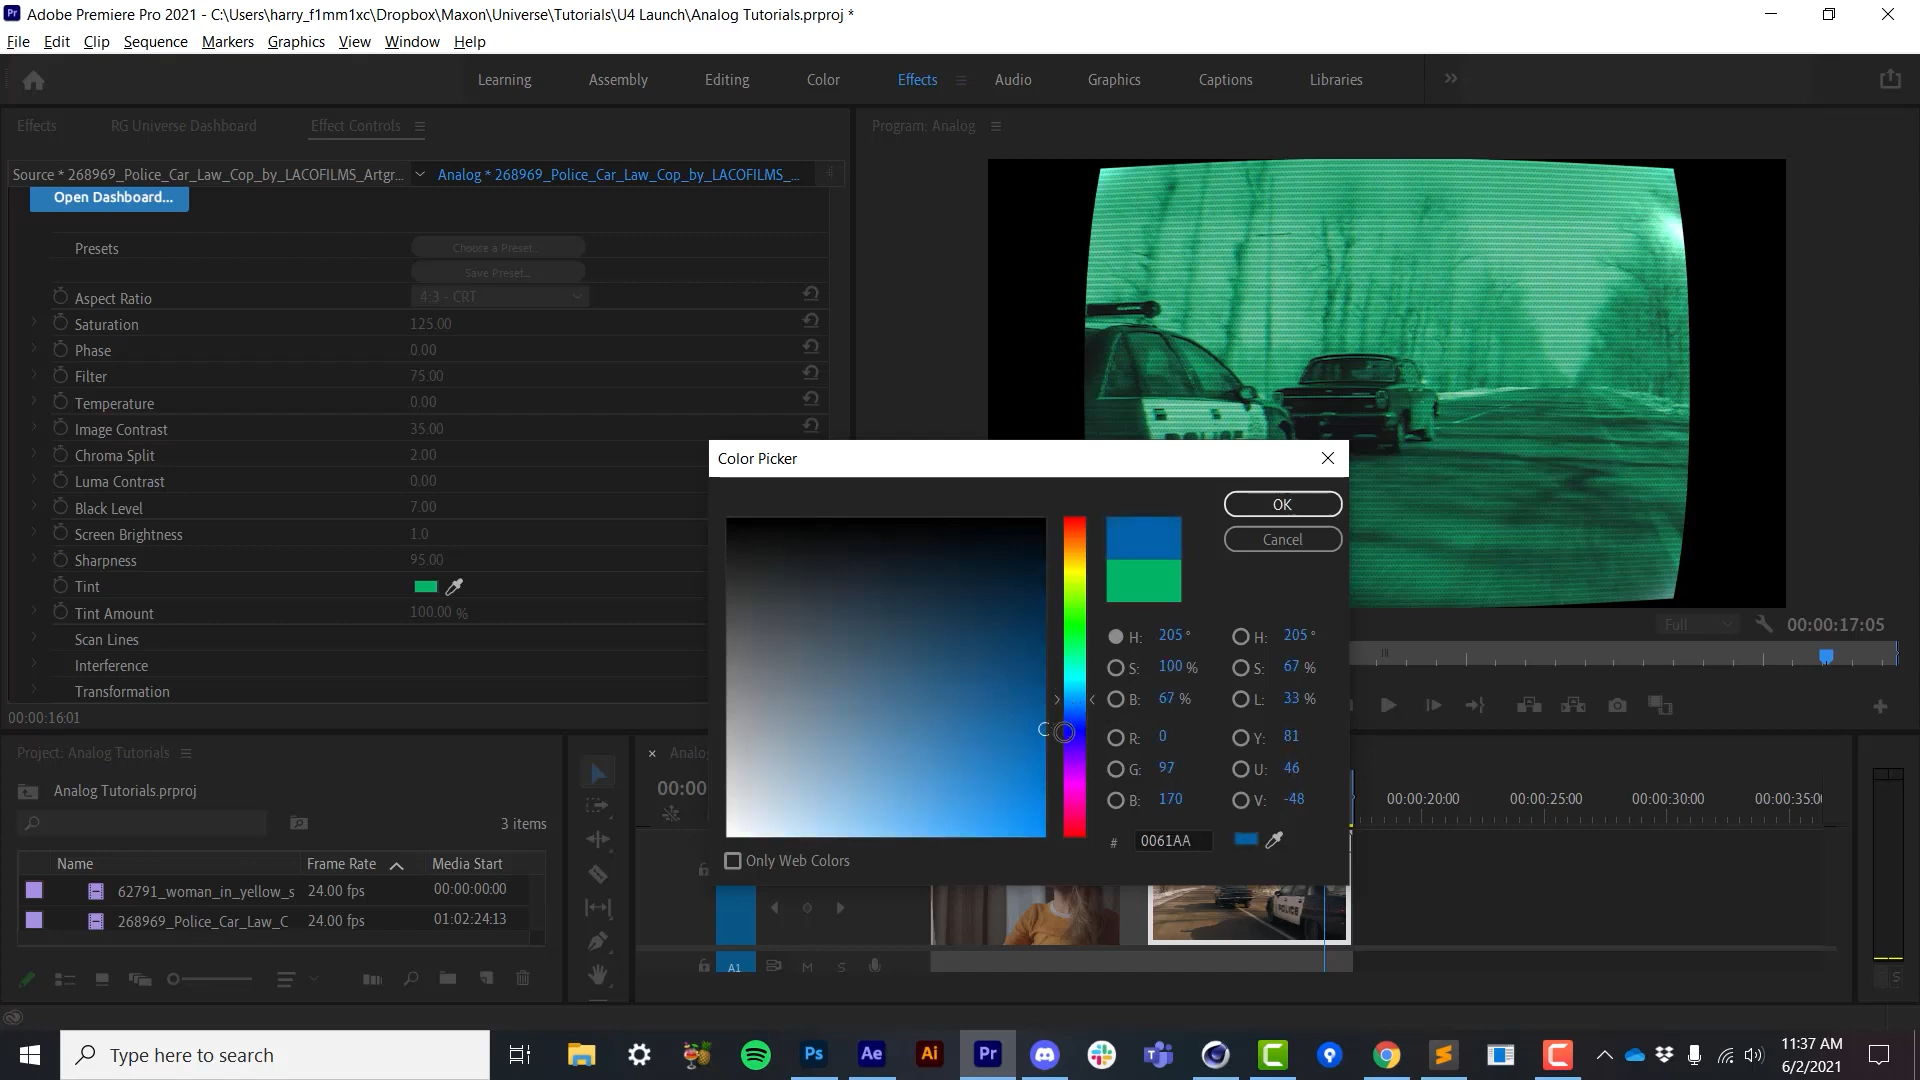 Adobe Premiere Pro 2021 - C:\Users\harry_f1mm1xc\Dropbox\Maxon\Universe\Tutorials\U4 Launch\Analog Tutorials.prproj *
File Edit Clip Sequence Markers Graphics View Window Help
Learning Assembly Editing Color Effects Audio Graphics Captions Libraries
Effects RG Universe Dashboard Effect Controls
Program: Analog
Source * 268969_Police_Car_Law_Cop_by_LACOFILMS_Artgr... Analog * 268969_Police_Car_Law_Cop_by_LACOFILMS_...
Open Dashboard...
Presets Choose a Preset...
Save Preset...
Aspect Ratio 4:3 - CRT
Saturation 125.00
Phase 0.00
Filter 75.00
Temperature 0.00
Image Contrast 35.00
Chroma Split 2.00
Luma Contrast 0.00
Black Level 7.00
Screen Brightness 1.0
Sharpness 95.00
Tint
Tint Amount 100.00 %
Scan Lines
Interference
Transformation
00:00:16:01
Color Picker
OK
Cancel
H: 205 ° H: 205 °
S: 100 % S: 67 %
B: 67 % L: 33 %
R: 0 Y: 81
G: 97 U: 46
B: 170 V: -48
# 0061AA
Only Web Colors
Full 00:00:17:05
Project: Analog Tutorials
Analog Tutorials.prproj
3 items
Name Frame Rate Media Start
62791_woman_in_yellow_s 24.00 fps 00:00:00:00
268969_Police_Car_Law_C 24.00 fps 01:02:24:13
Analo
00:00
00:00:20:00 00:00:25:00 00:00:30:00 00:00:35:0
POLICE
A1 M S
S
Type here to search
Ps Ae Ai Pr
11:37 AM
6/2/2021